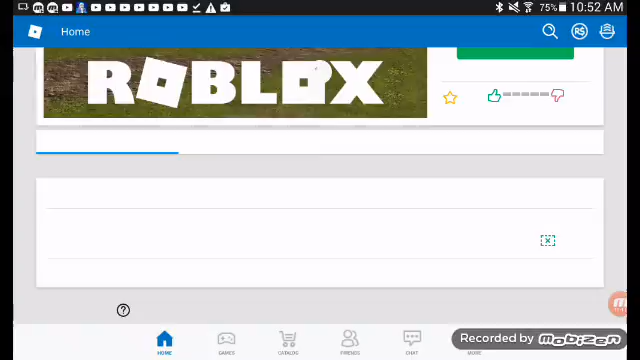 75% 10:52 AM
Home
R$
ROBLOX
HOME
GAMES
CATALOG
FRIENDS
CHAT
MORE
Recorded by mobizen